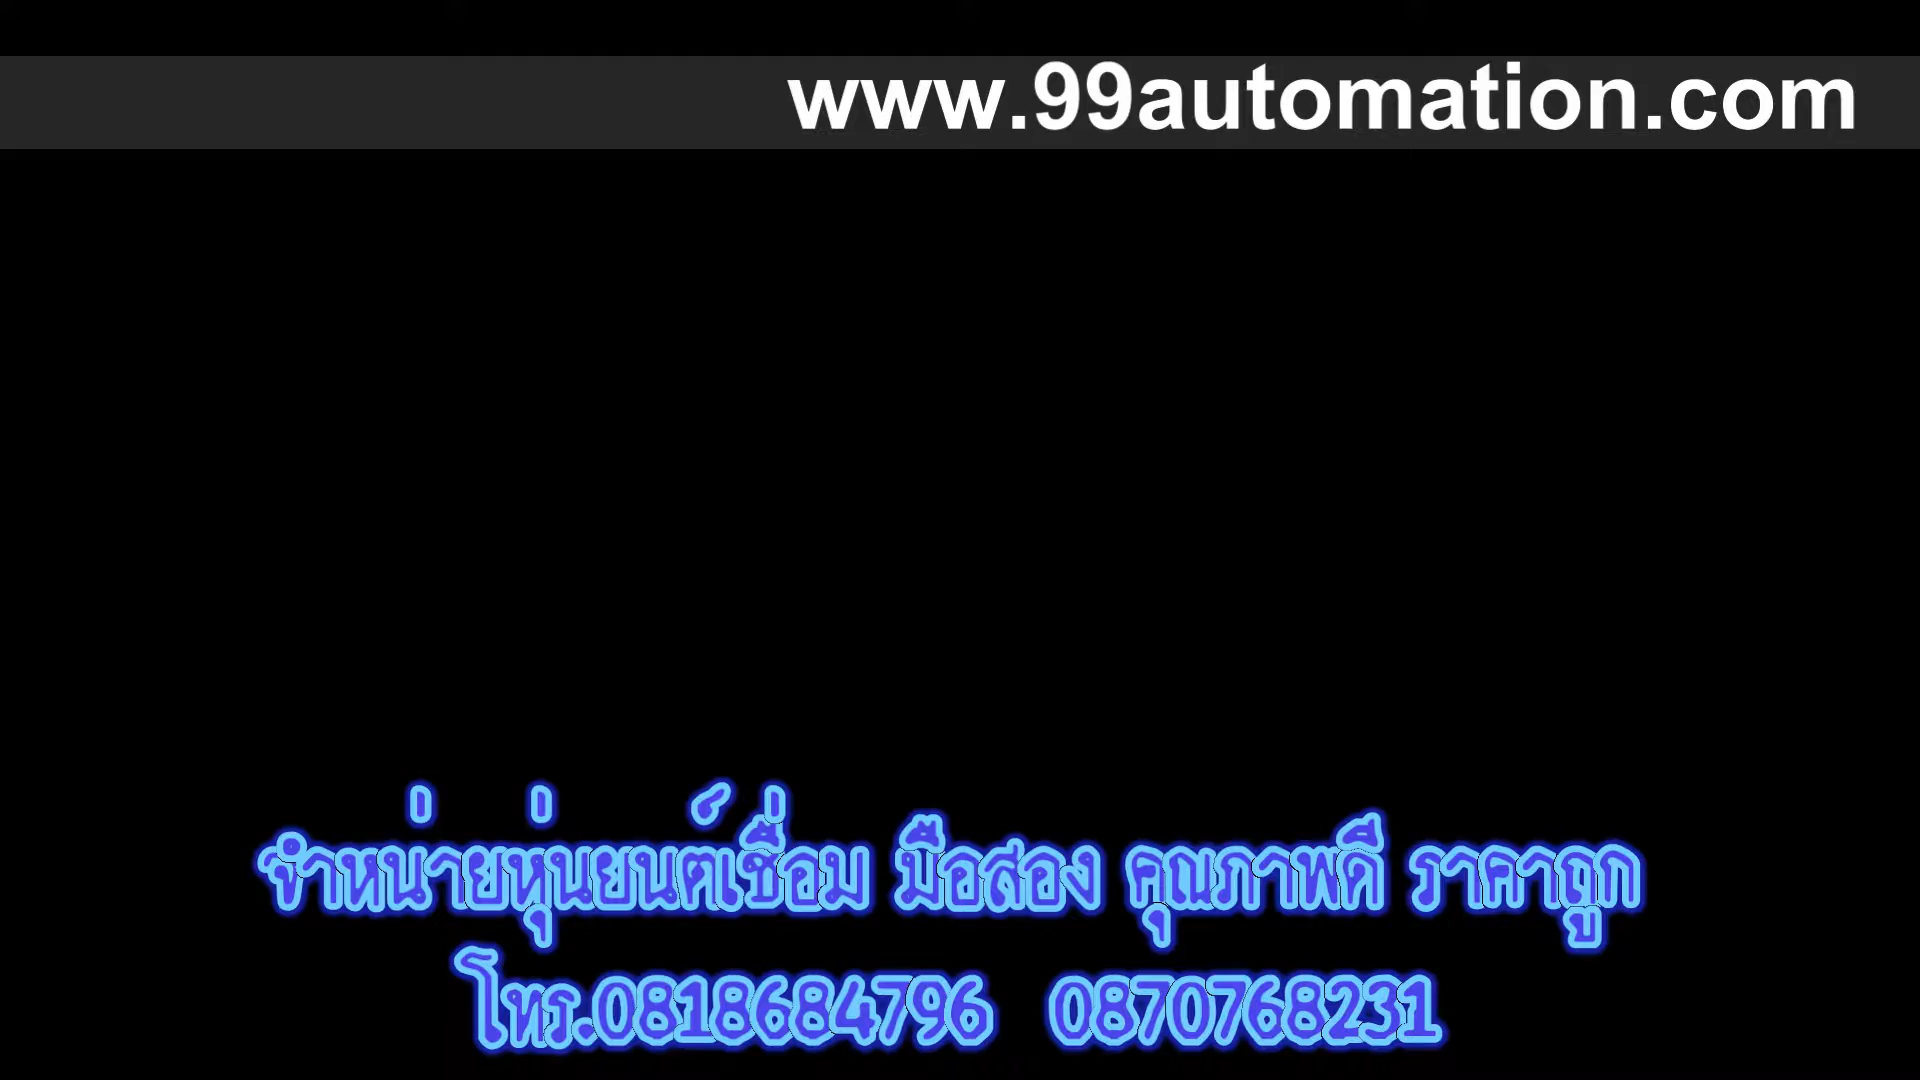 www.99automation.com
จำหน่ายหุ่นยนต์เชื่อม มือสอง คุณภาพดี ราคาถูก
โทร.0818684796 0870768231